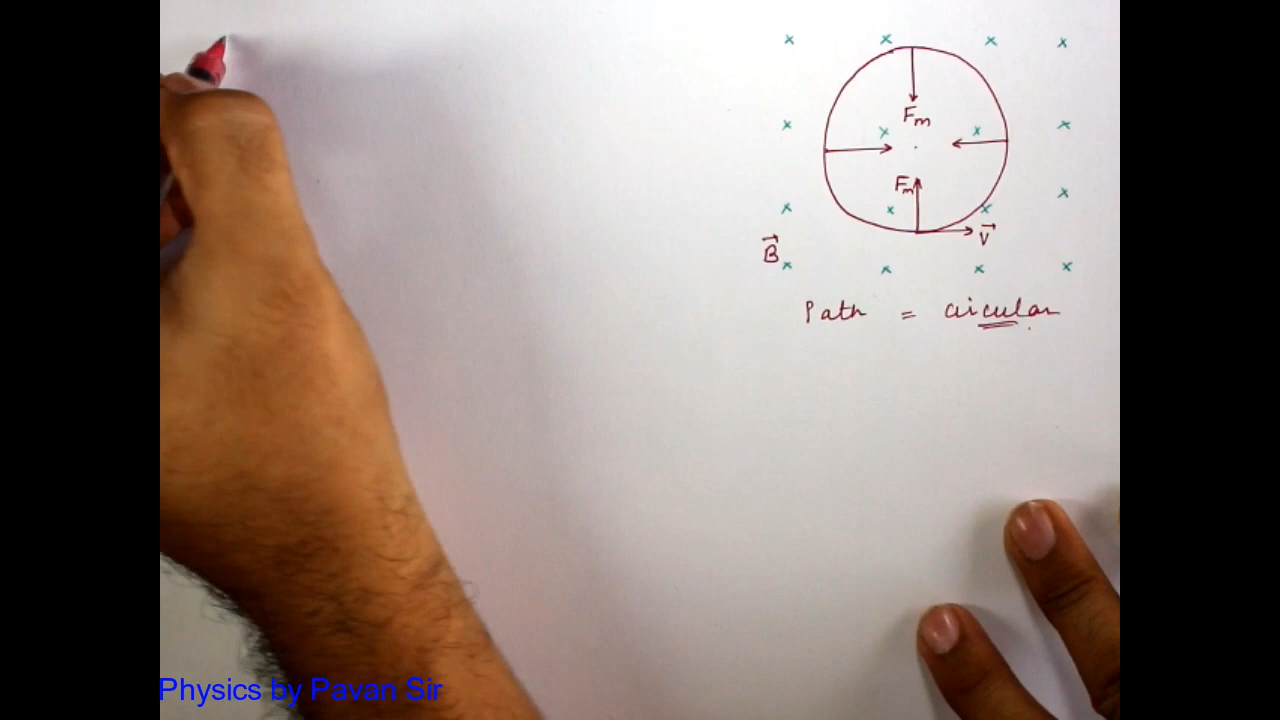 Fm
Fm
V
B
Path = circular
Physics by Pavan Sir